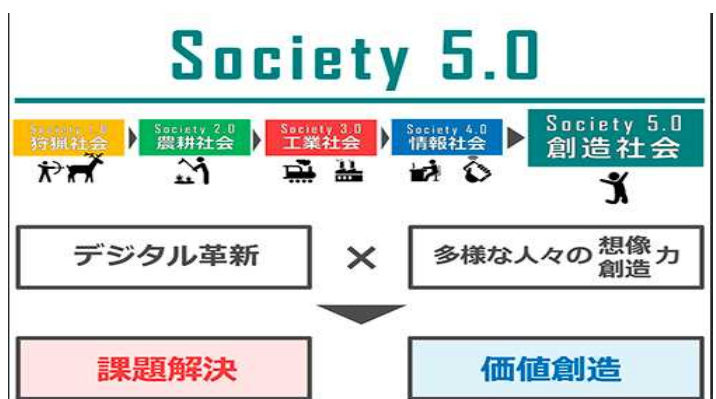 Society 5.0
Society 1.0 Society 2.0 Society 3.0 Society 4.0 Society 5.0
狩猟社会 農耕社会 工業社会 情報社会 創造社会
デジタル革新 × 多様な人々の 想像 力
創造
課題解決 価値創造